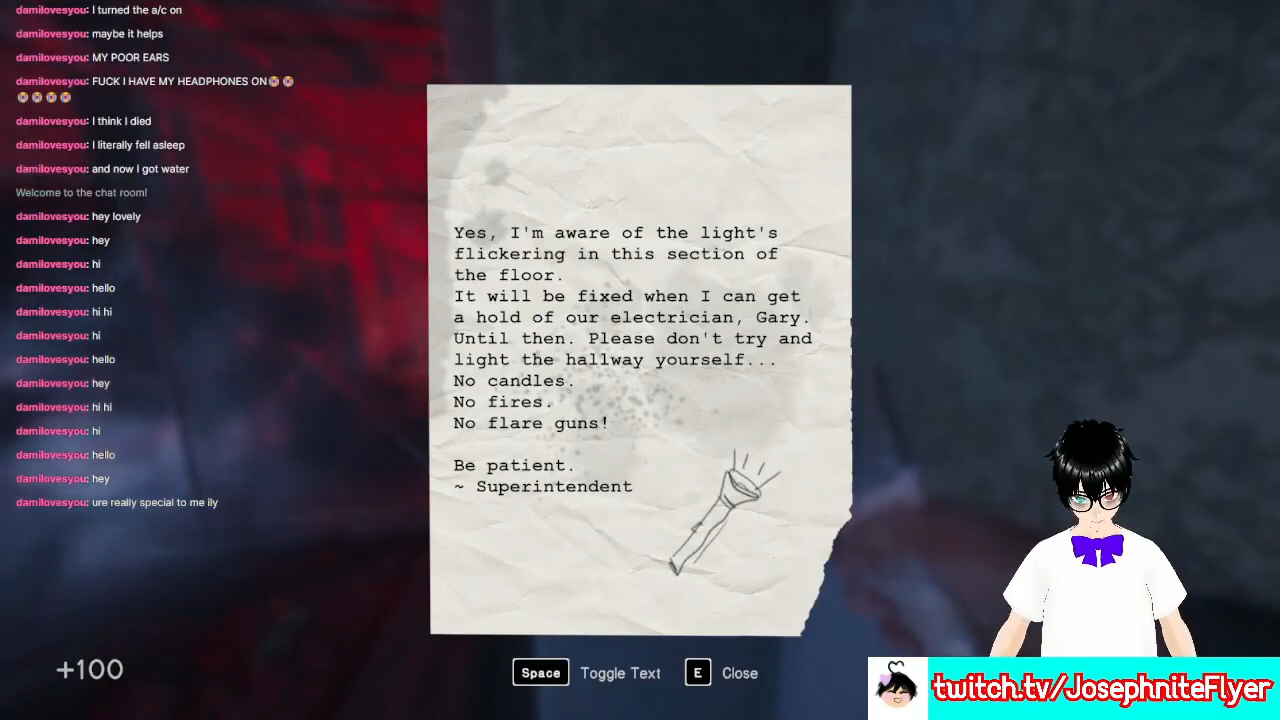 damilovesyou: I turned the a/c on
damilovesyou: maybe it helps
damilovesyou: MY POOR EARS
damilovesyou: FUCK I HAVE MY HEADPHONES ON😭😭
😭😭😭😭
damilovesyou: I think I died
damilovesyou: I literally fell asleep
damilovesyou: and now I got water
Welcome to the chat room!
damilovesyou: hey lovely
damilovesyou: hey
damilovesyou: hi
damilovesyou: hello
damilovesyou: hi hi
damilovesyou: hi
damilovesyou: hello
damilovesyou: hey
damilovesyou: hi hi
damilovesyou: hi
damilovesyou: hello
damilovesyou: hey
damilovesyou: ure really special to me ily
Yes, I'm aware of the light's
flickering in this section of
the floor.
It will be fixed when I can get
a hold of our electrician, Gary.
Until then. Please don't try and
light the hallway yourself...
No candles.
No fires.
No flare guns!
Be patient.
~ Superintendent
+100
Space Toggle Text E Close
twitch.tv/JosephniteFlyer